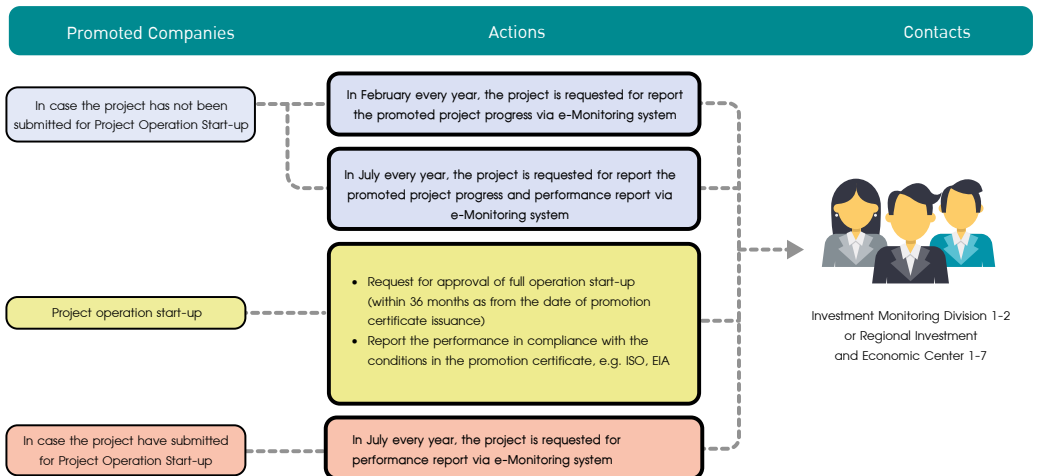 Promoted Companies
Actions
Contacts
In case the project has not been
submitted for Project Operation Start-up
In February every year, the project is requested for report
the promoted project progress via e-Monitoring system
In July every year, the project is requested for report the
promoted project progress and performance report via
e-Monitoring system
Project operation start-up
• Request for approval of full operation start-up
(within 36 months as from the date of promotion
certificate issuance)
• Report the performance in compliance with the
conditions in the promotion certificate, e.g. ISO, EIA
In case the project have submitted
for Project Operation Start-up
In July every year, the project is requested for
performance report via e-Monitoring system
Investment Monitoring Division 1-2
or Regional Investment
and Economic Center 1-7